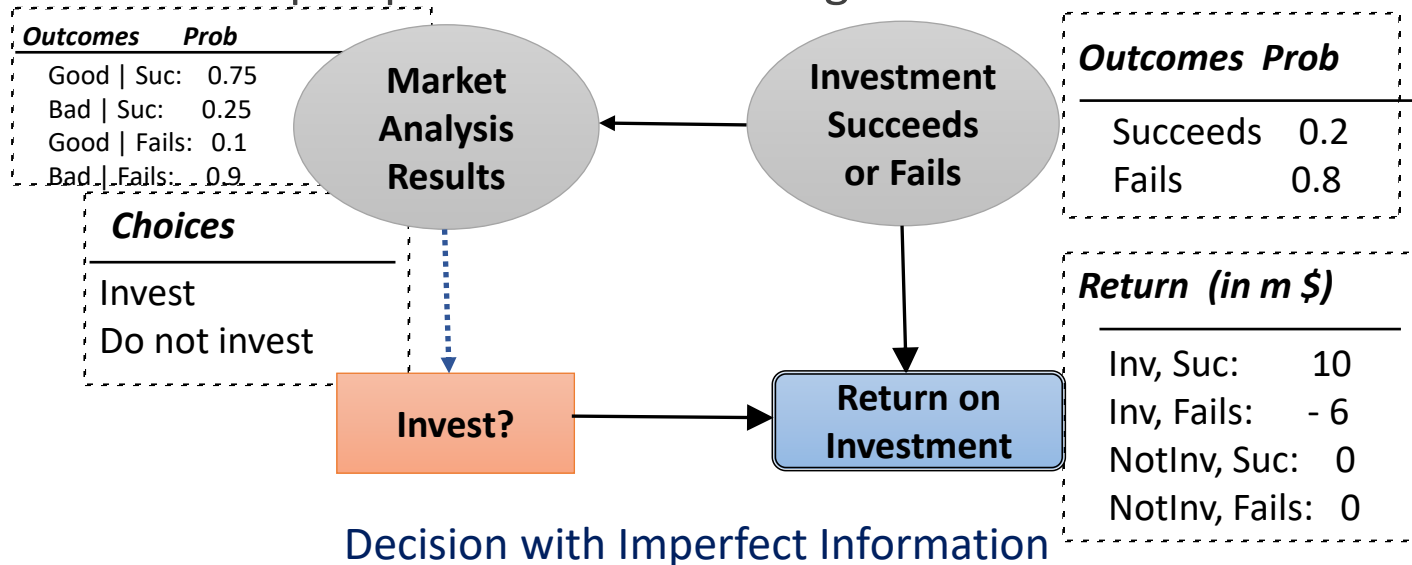 Outcomes Prob
Good | Suc: 0.75
Bad | Suc: 0.25
Good | Fails: 0.1
Bad | Fails: 0.9
Market
Analysis
Results
Investment
Succeeds
or Fails
Outcomes Prob
Succeeds 0.2
Fails 0.8
Choices
Invest
Do not invest
Return (in m $)
Inv, Suc: 10
Inv, Fails: - 6
NotInv, Suc: 0
NotInv, Fails: 0
Invest?
Return on
Investment
Decision with Imperfect Information